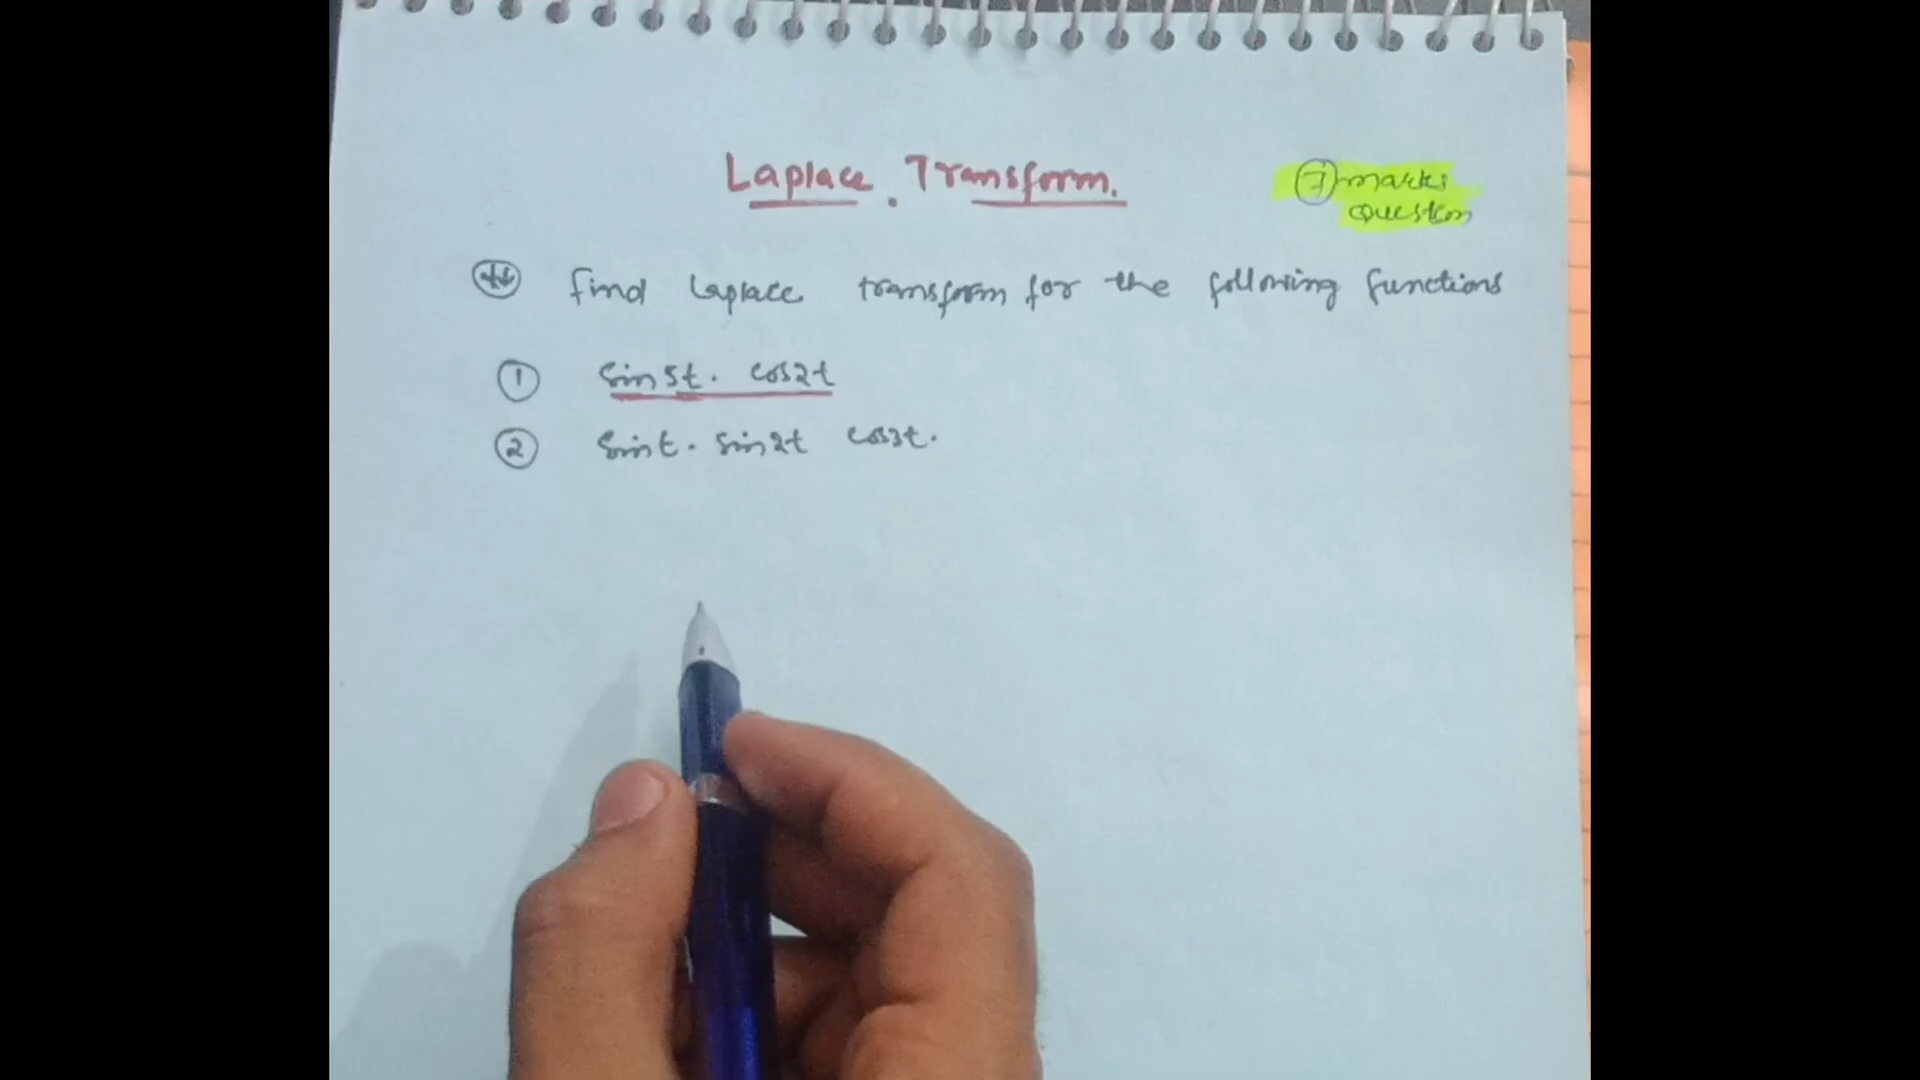 Laplace Transform.
7 marks
question
find Laplace transform for the following functions
1 sin5t. cos2t
2 sint. sin2t cos3t.